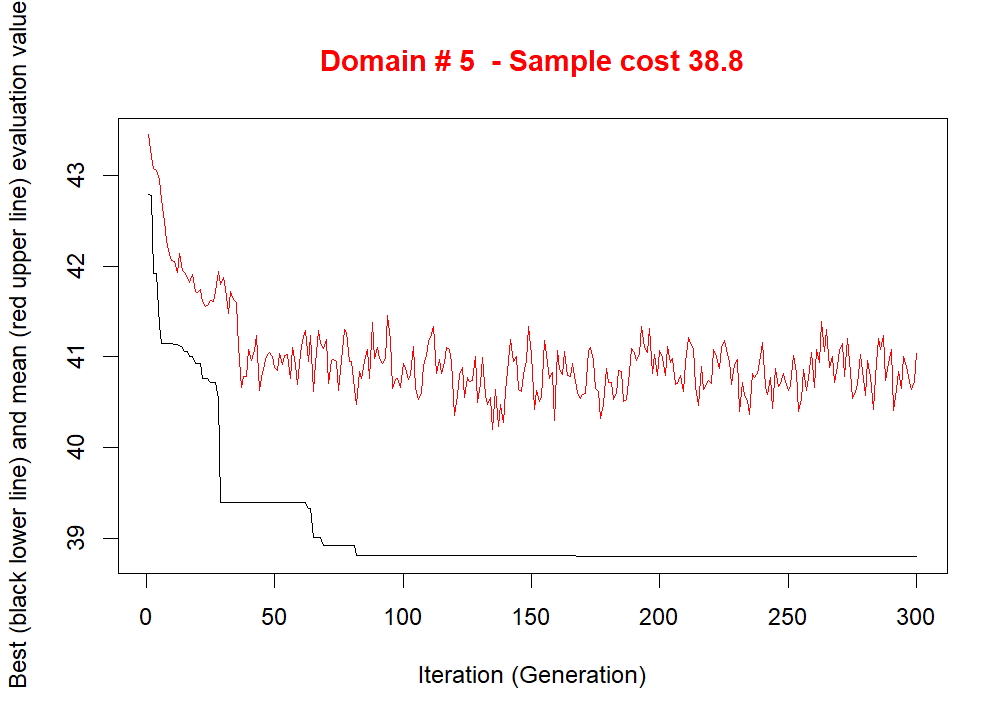 Domain # 5  - Sample cost 38.8
Best (black lower line) and mean (red upper line) evaluation value
43
42
41
40
39
0 50 100 150 200 250 300
Iteration (Generation)